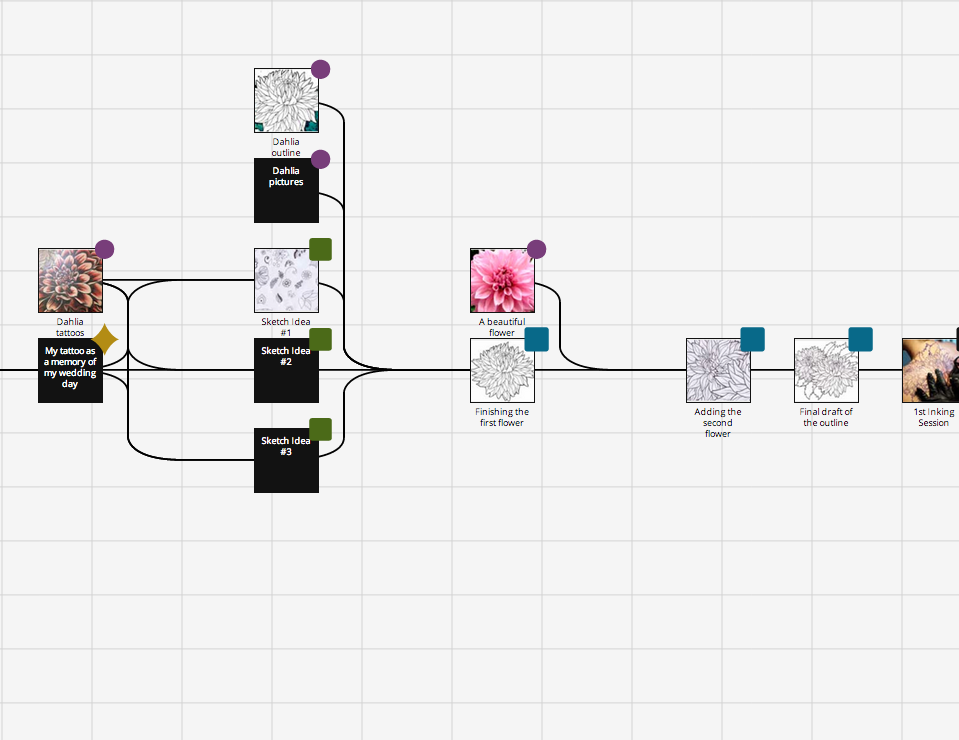 Dahlia
outline
Dahlia
pictures
Dahlia
tattoos
Sketch Idea
#1
A beautiful
flower
My tattoo as
a memory of
my wedding
day
Sketch Idea
#2
Sketch Idea
#3
Finishing the
first flower
Adding the
second
flower
Final draft of
the outline
1st Inking
Session